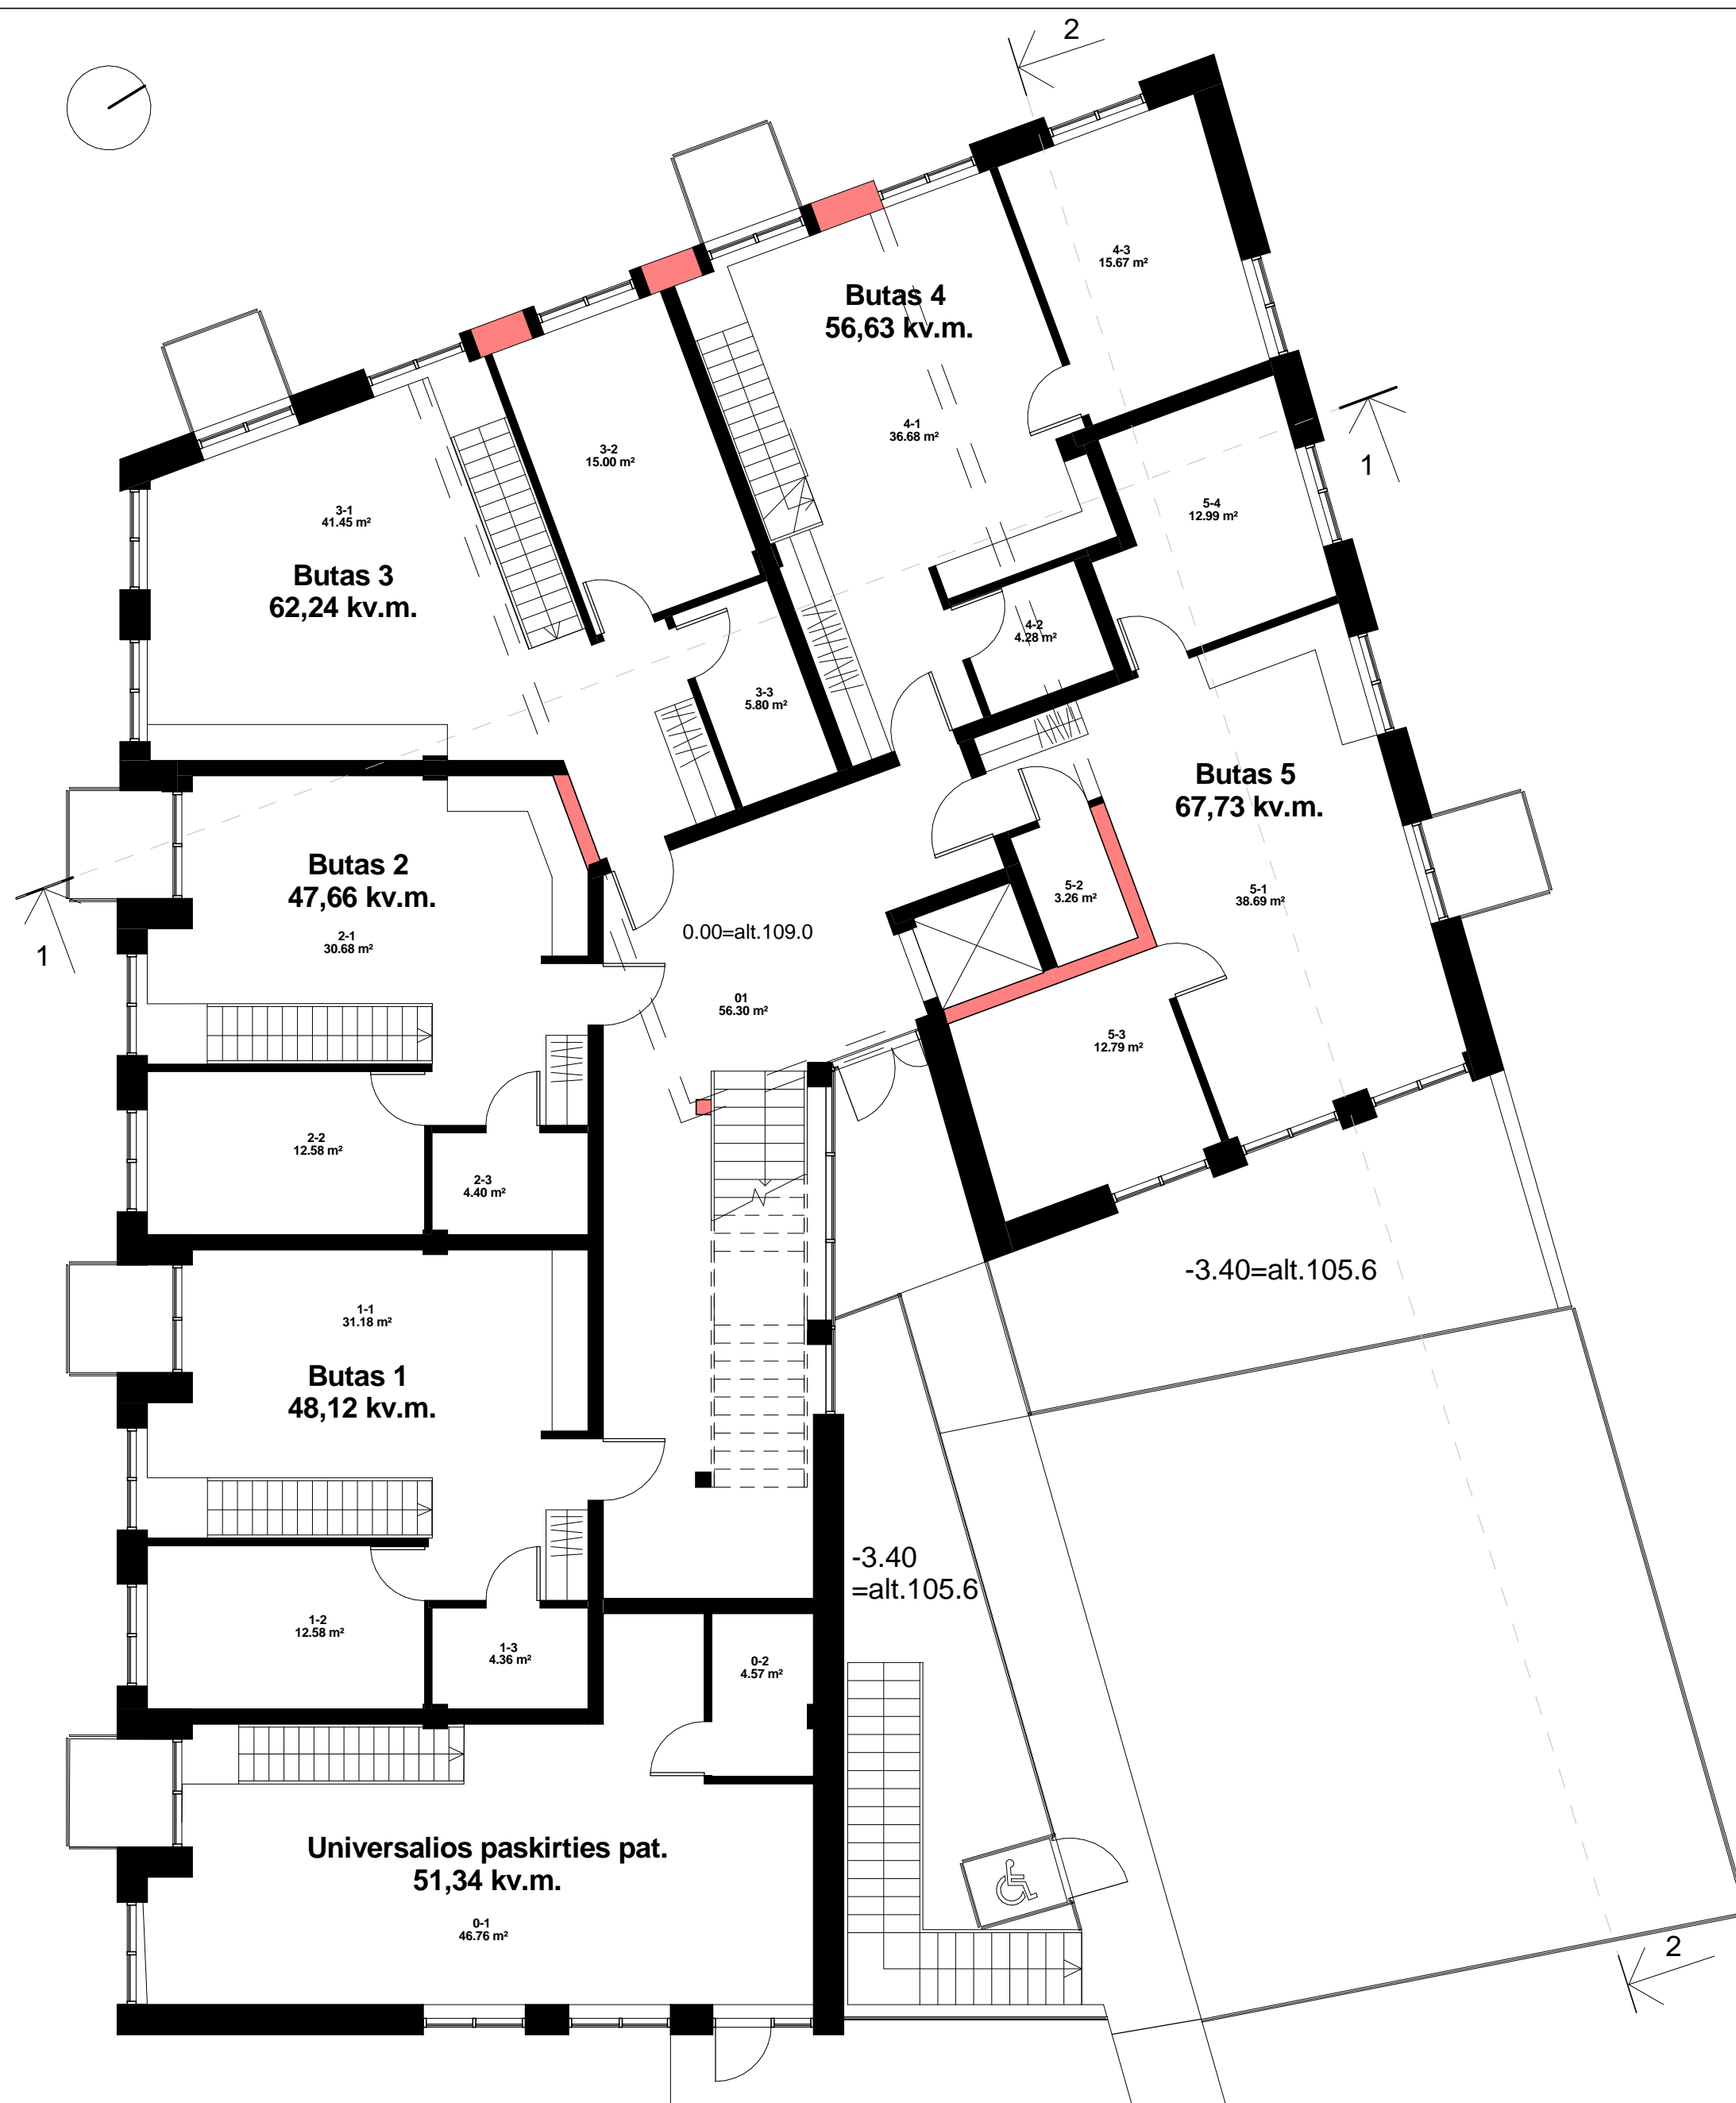 2
4-3
15.67 m²
Butas 4
56,63 kv.m.
4-1
36.68 m²
3-2
15.00 m²
1
3-1
41.45 m²
5-4
12.99 m²
Butas 3
62,24 kv.m.
4-2
4.28 m²
3-3
5.80 m²
Butas 5
67,73 kv.m.
Butas 2
47,66 kv.m.
5-2
3.26 m²
5-1
38.69 m²
2-1
30.68 m²
0.00=alt.109.0
1
01
56.30 m²
5-3
12.79 m²
2-2
12.58 m²
2-3
4.40 m²
-3.40=alt.105.6
1-1
31.18 m²
Butas 1
48,12 kv.m.
-3.40
=alt.105.6
1-2
12.58 m²
1-3
4.36 m²
0-2
4.57 m²
Universalios paskirties pat.
51,34 kv.m.
0-1
46.76 m²
2